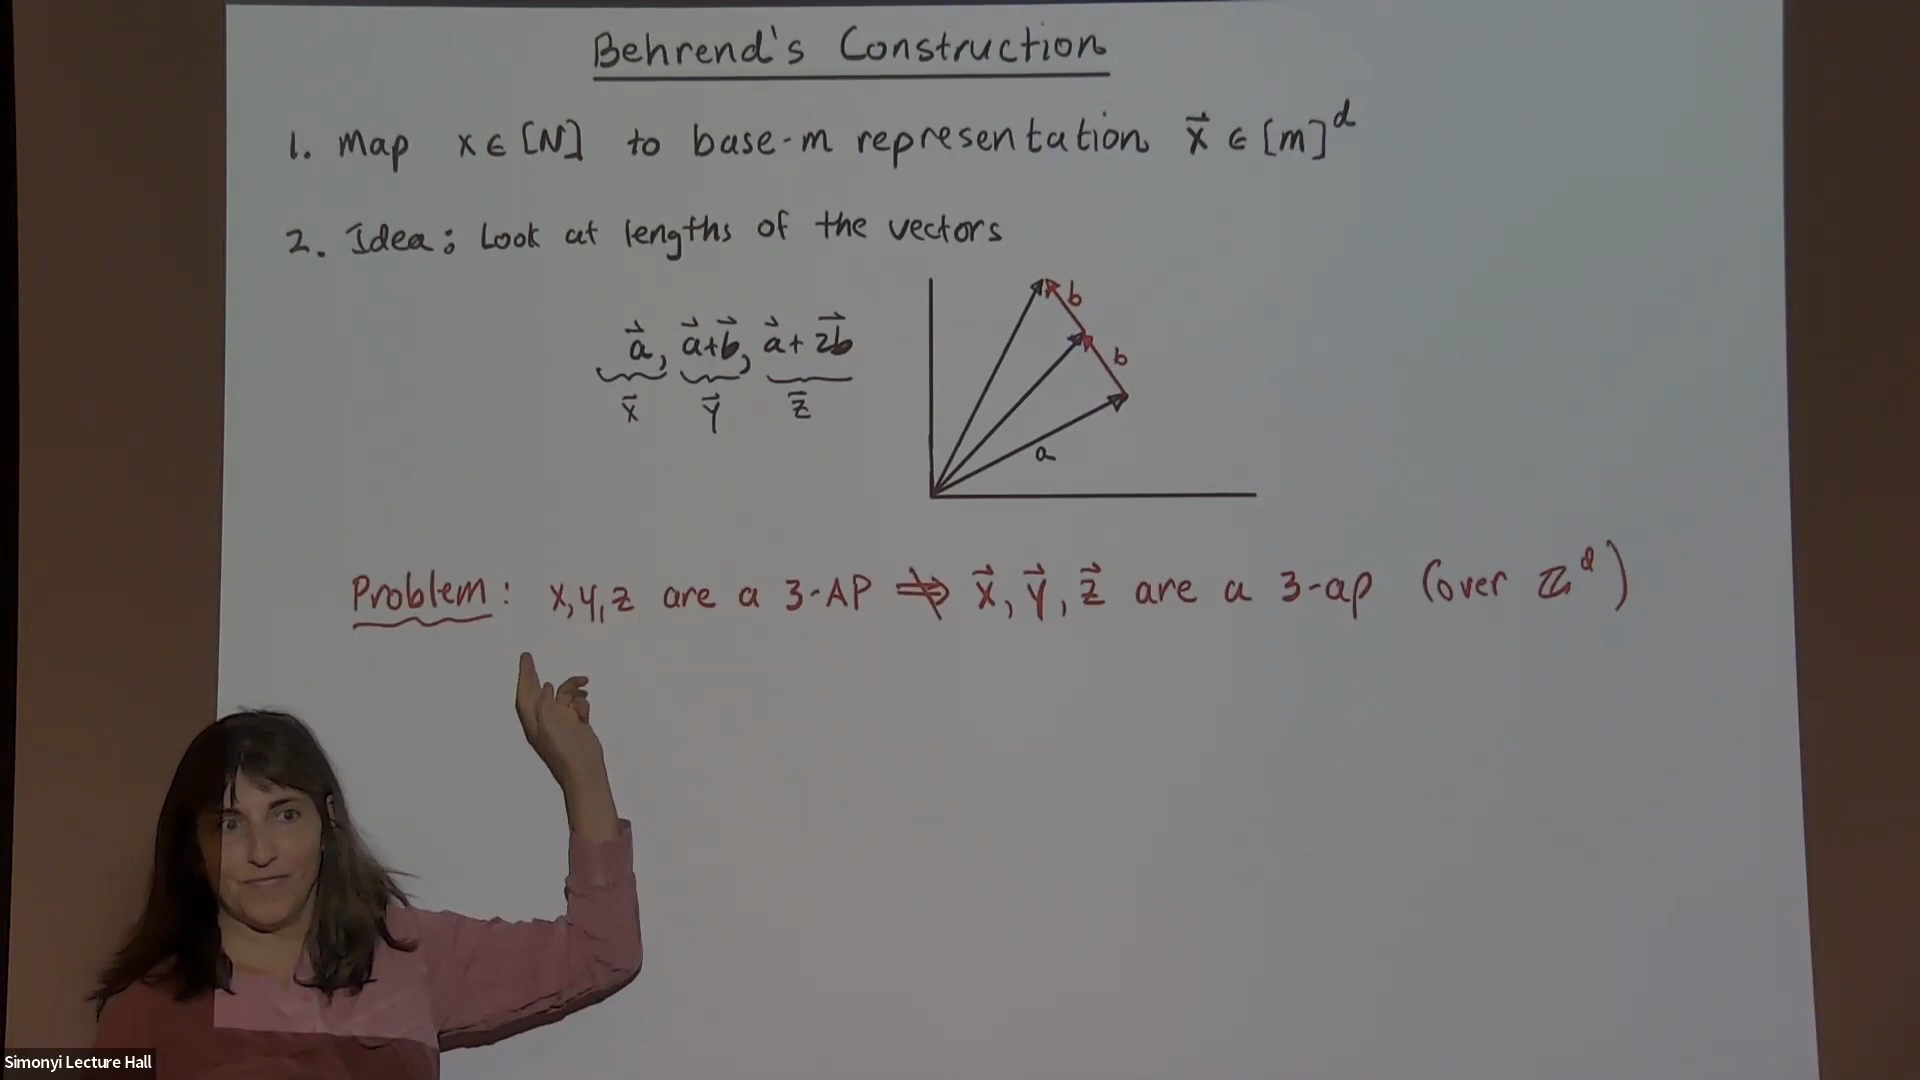 Behrend's Construction
1. Map x ∈ [N] to base-m representation x⃗ ∈ [m]^d
2. Idea: Look at lengths of the vectors
a⃗, a⃗+b⃗, a⃗+2b⃗
x⃗ y⃗ z⃗
b
b
a
Problem: x,y,z are a 3-AP ⇏ x⃗, y⃗, z⃗ are a 3-ap (over ℤ^d)
Simonyi Lecture Hall